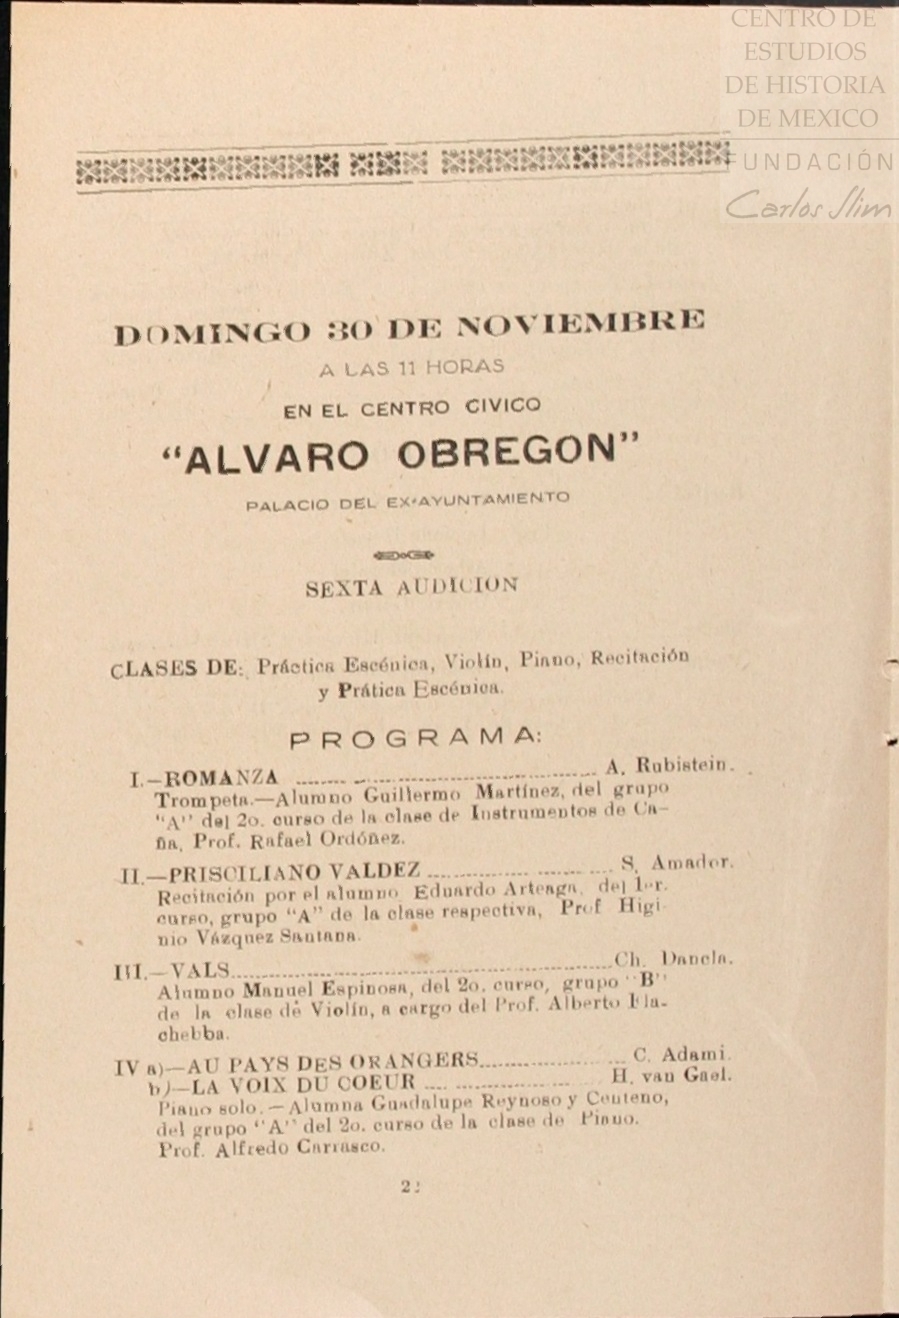 CENTRO DE
ESTUDIOS
DE HISTORIA
DE MEXICO
FUNDACIÓN
Carlos Slim
DOMINGO 30 DE NOVIEMBRE
A LAS 11 HORAS
EN EL CENTRO CIVICO
"ALVARO OBREGON"
PALACIO DEL EX-AYUNTAMIENTO
SEXTA AUDICION
CLASES DE: Práctica Escénica, Violín, Piano, Recitación
y Prática Escénica.
PROGRAMA:
I.—ROMANZA ........................................ A. Rubistein.
Trompeta.—Alumno Guillermo Martínez, del grupo
"A" del 2o. curso de la clase de Instrumentos de Ca-
ña, Prof. Rafael Ordóñez.
II.—PRISCILIANO VALDEZ ........................ S. Amador.
Recitación por el alumno Eduardo Arteaga, del 1er.
curso, grupo "A" de la clase respectiva, Prof Higi-
nio Vázquez Santana.
III.—VALS..................................................Ch. Dancla.
Alumno Manuel Espinosa, del 2o. curso, grupo "B"
de la clase de Violín, a cargo del Prof. Alberto Fla-
chebba.
IV a)—AU PAYS DES ORANGERS.................... C. Adami.
b)—LA VOIX DU COEUR .................... H. van Gael.
Piano solo.—Alumna Guadalupe Reynoso y Centeno,
del grupo "A" del 2o. curso de la clase de Piano.
Prof. Alfredo Carrasco.